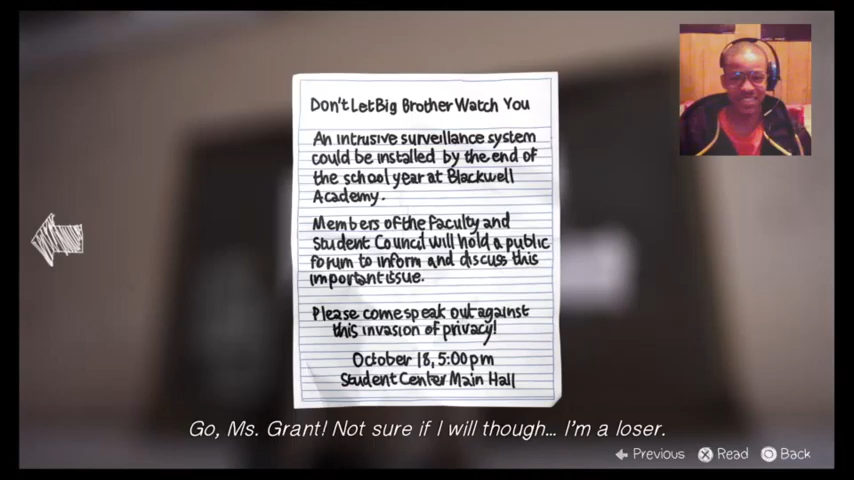 Don't Let Big Brother Watch You
An intrusive surveillance system
could be installed by the end of
the school year at Blackwell
Academy.
Members of the faculty and
Student Council will hold a public
forum to inform and discuss this
important issue.
Please come speak out against
this invasion of privacy!
October 18, 5:00pm
Student Center Main Hall
Go, Ms. Grant! Not sure if I will though... I'm a loser.
Previous X Read Back